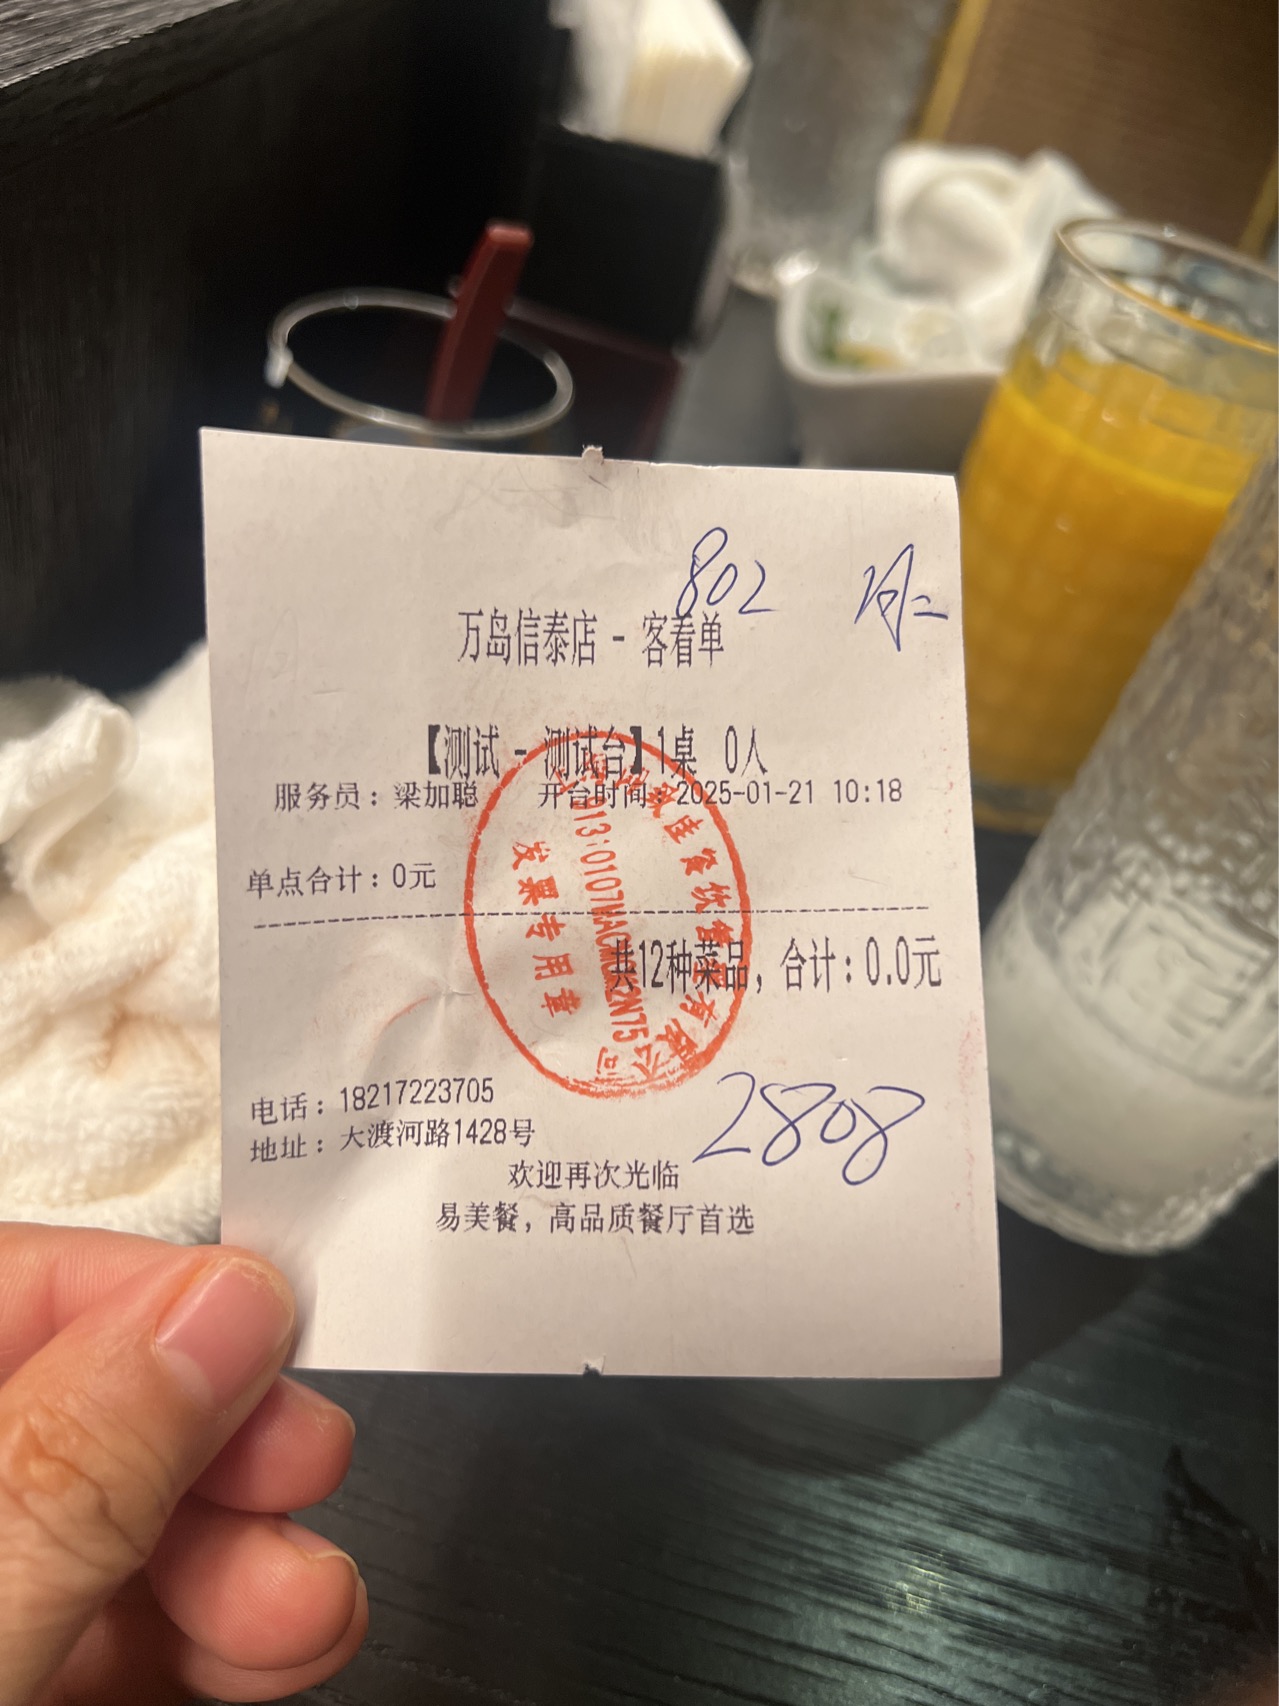 802
万岛信泰店 - 客看单
【测试 - 测试台】1桌 0人
服务员：梁加聪 开台时间：2025-01-21 10:18
单点合计：0元
共12种菜品，合计：0.0元
发票专用章
电话：18217223705
地址：大渡河路1428号
2808
欢迎再次光临
易美餐，高品质餐厅首选